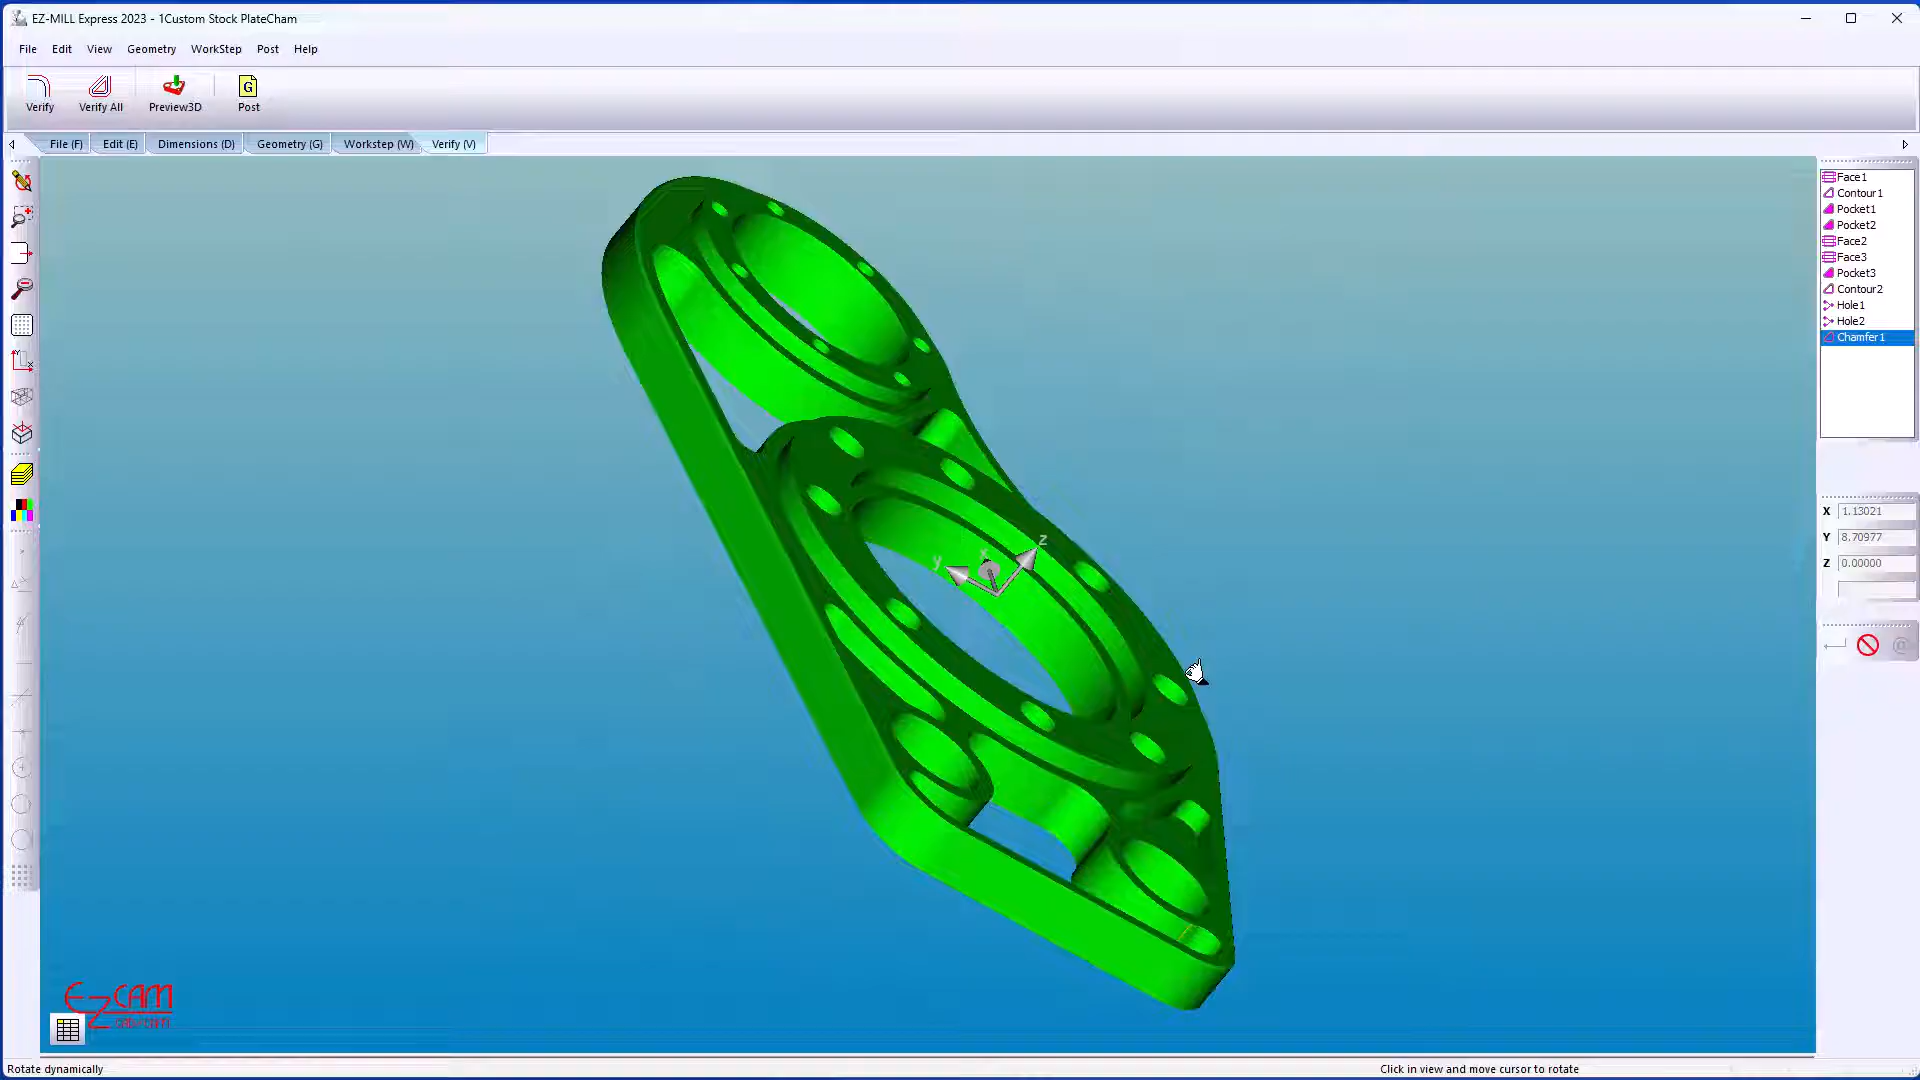 EZ-MILL Express 2023 - 1Custom Stock PlateCham
File Edit View Geometry WorkStep Post Help
Verify Verify All Preview3D G Post
File (F) Edit (E) Dimensions (D) Geometry (G) Workstep (W) Verify (V)
Face1
Contour1
Pocket1
Pocket2
Face2
Face3
Pocket3
Contour2
Hole1
Hole2
Chamfer1
X 1.13021
Y 8.70977
Z 0.00000
y x z
EZCAM
Rotate dynamically Click in view and move cursor to rotate